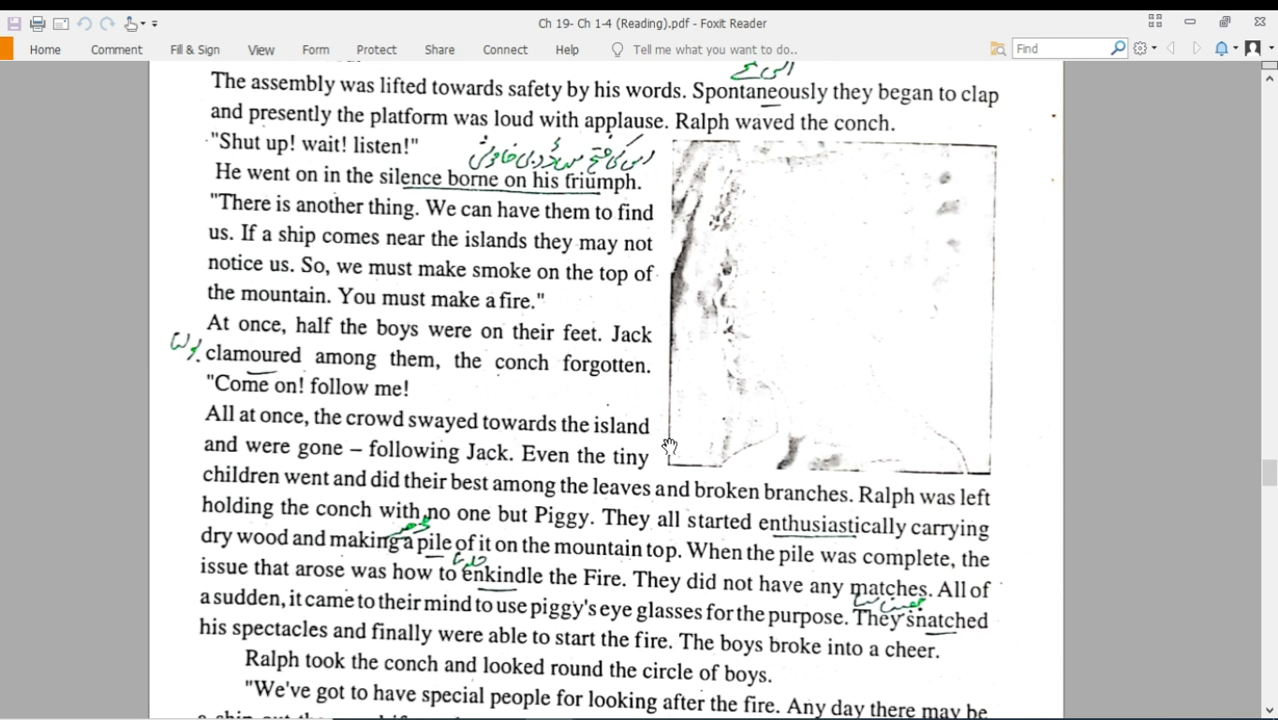 Ch 19- Ch 1-4 (Reading).pdf - Foxit Reader
Home Comment Fill & Sign View Form Protect Share Connect Help Tell me what you want to do.. Find
The assembly was lifted towards safety by his words. Spontaneously they began to clap
and presently the platform was loud with applause. Ralph waved the conch.
"Shut up! wait! listen!"
He went on in the silence borne on his triumph.
"There is another thing. We can have them to find
us. If a ship comes near the islands they may not
notice us. So, we must make smoke on the top of
the mountain. You must make a fire."
At once, half the boys were on their feet. Jack
clamoured among them, the conch forgotten.
"Come on! follow me!
All at once, the crowd swayed towards the island
and were gone – following Jack. Even the tiny
children went and did their best among the leaves and broken branches. Ralph was left
holding the conch with no one but Piggy. They all started enthusiastically carrying
dry wood and making a pile of it on the mountain top. When the pile was complete, the
issue that arose was how to enkindle the Fire. They did not have any matches. All of
a sudden, it came to their mind to use piggy's eye glasses for the purpose. They snatched
his spectacles and finally were able to start the fire. The boys broke into a cheer.
Ralph took the conch and looked round the circle of boys.
"We've got to have special people for looking after the fire. Any day there may be